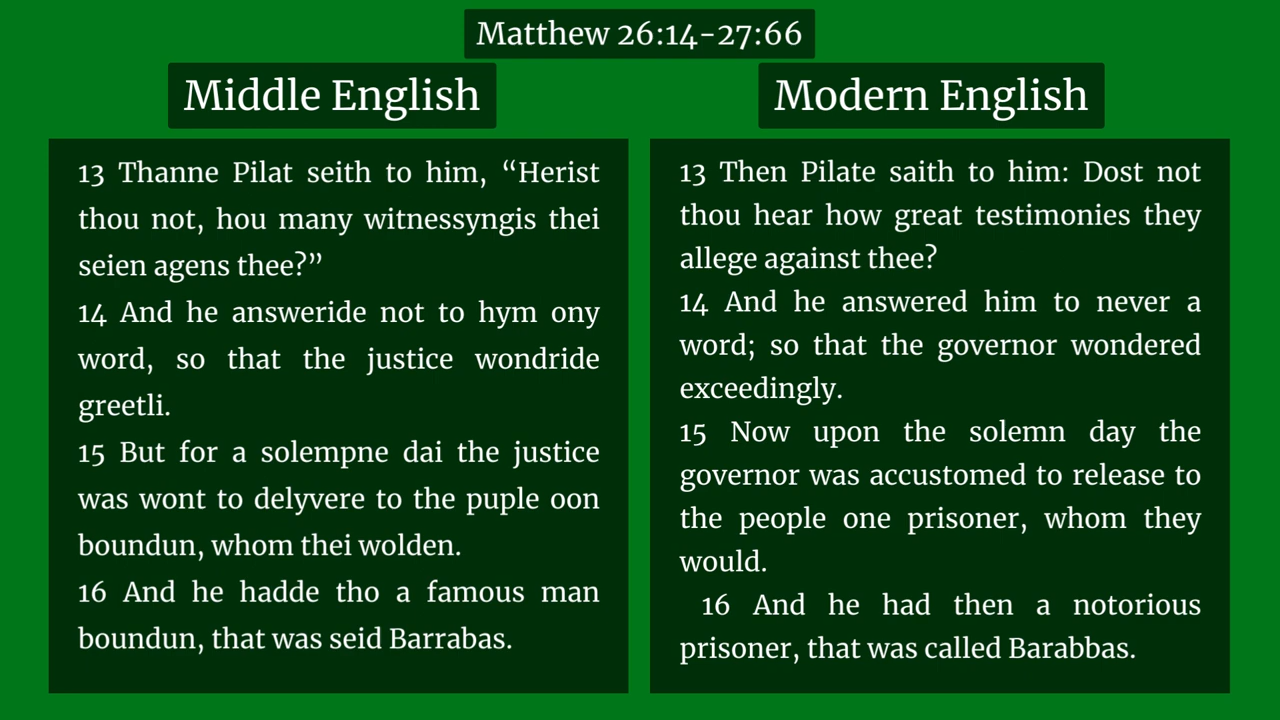 Matthew 26:14-27:66
Middle English
13 Thanne Pilat seith to him, “Herist
thou not, hou many witnessyngis thei
seien agens thee?”
14 And he answeride not to hym ony
word, so that the justice wondride
greetli.
15 But for a solempne dai the justice
was wont to delyvere to the puple oon
boundun, whom thei wolden.
16 And he hadde tho a famous man
boundun, that was seid Barrabas.
Modern English
13 Then Pilate saith to him: Dost not
thou hear how great testimonies they
allege against thee?
14 And he answered him to never a
word; so that the governor wondered
exceedingly.
15 Now upon the solemn day the
governor was accustomed to release to
the people one prisoner, whom they
would.
16 And he had then a notorious
prisoner, that was called Barabbas.